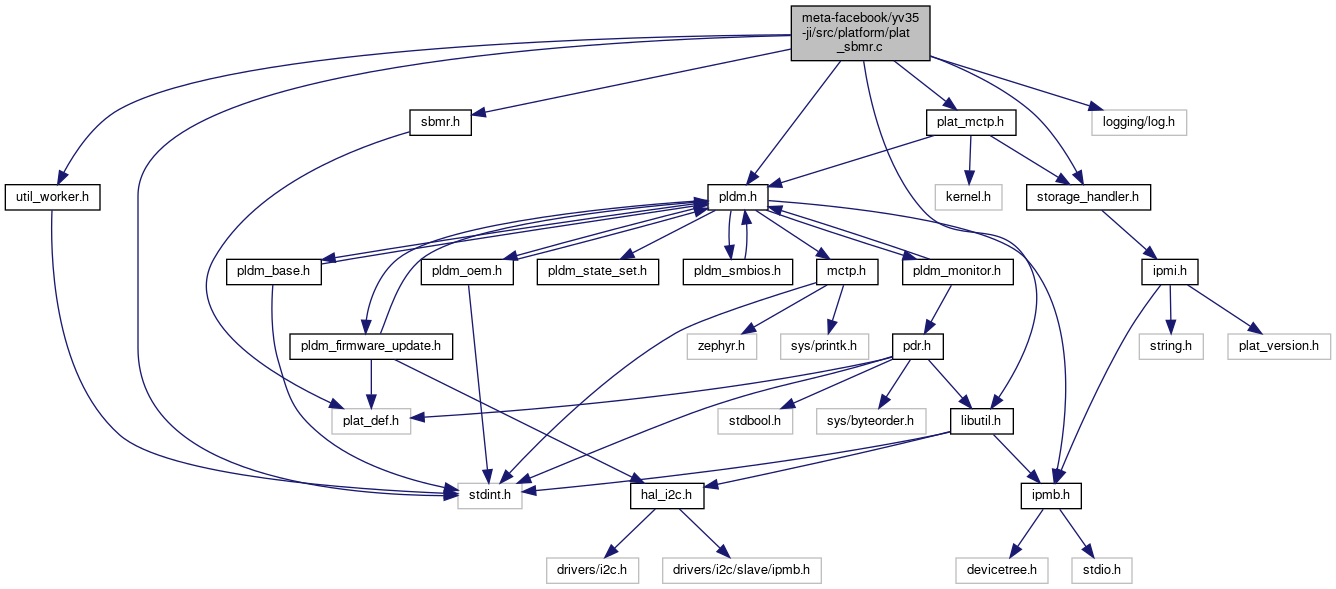 meta-facebook/yv35
-ji/src/platform/plat
_sbmr.c
sbmr.h
plat_mctp.h
logging/log.h
util_worker.h
pldm.h
kernel.h
storage_handler.h
pldm_base.h
pldm_oem.h
pldm_state_set.h
pldm_smbios.h
mctp.h
pldm_monitor.h
ipmi.h
pldm_firmware_update.h
zephyr.h
sys/printk.h
pdr.h
string.h
plat_version.h
plat_def.h
stdbool.h
sys/byteorder.h
libutil.h
stdint.h
hal_i2c.h
ipmb.h
drivers/i2c.h
drivers/i2c/slave/ipmb.h
devicetree.h
stdio.h